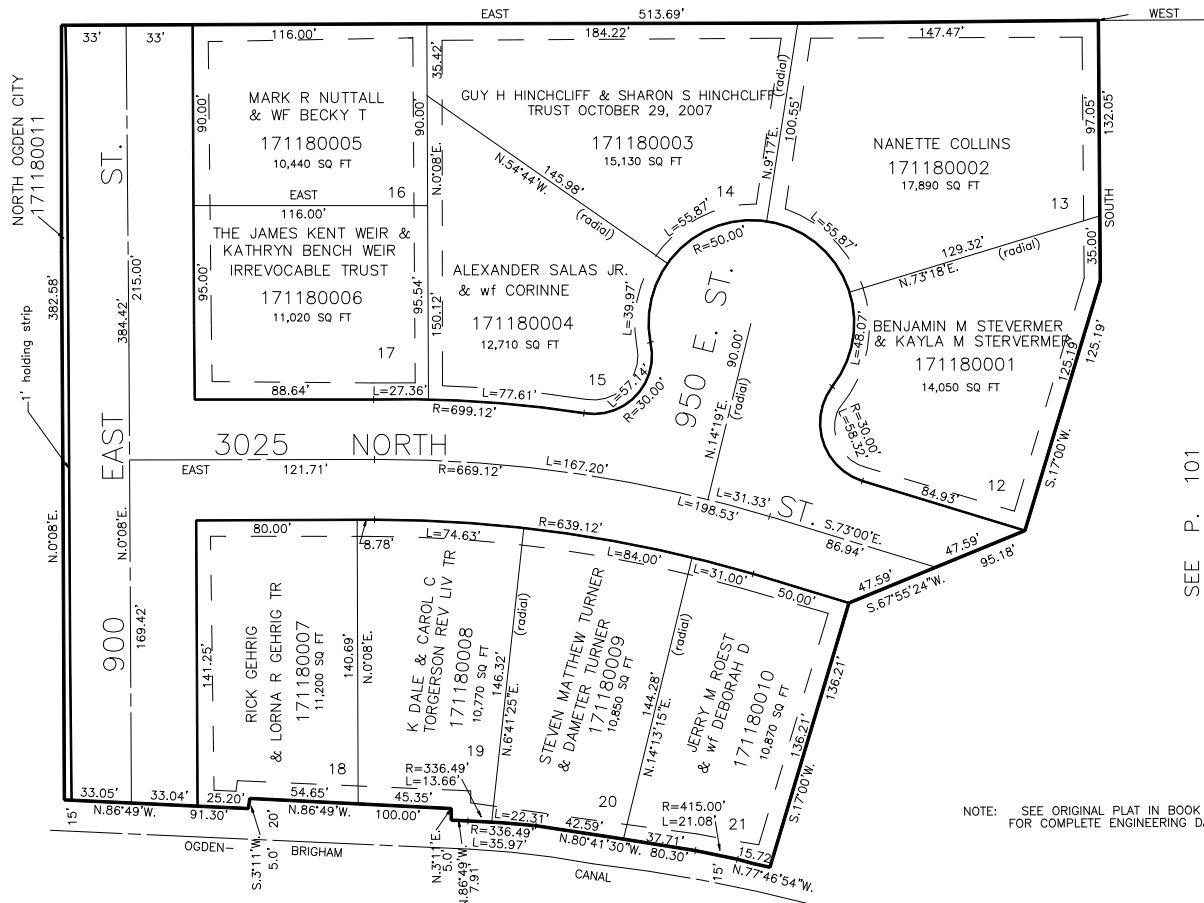 EAST 513.69' WEST
33' 33' 116.00' 184.22' 147.47'
NORTH OGDEN CITY
171180011
382.58'
1' holding strip
N.0°08'E.
215.00'
384.42'
N.0°08'E.
169.42'
900 EAST ST.
90.00'
MARK R NUTTALL
& WF BECKY T
171180005
10,440 SQ FT
90.00'
16
EAST
116.00'
THE JAMES KENT WEIR &
KATHRYN BENCH WEIR
IRREVOCABLE TRUST
171180006
11,020 SQ FT
95.00'
95.54'
17
88.64' L=27.36'
35.42'
N.0°08'E.
150.12'
GUY H HINCHCLIFF & SHARON S HINCHCLIFF
TRUST OCTOBER 29, 2007
171180003
15,130 SQ FT
14
145.98'
N.54°44'W.
(radial)
L=55.87'
R=50.00'
(radial)
100.55'
N.9°17'E.
ALEXANDER SALAS JR.
& wf CORINNE
171180004
12,710 SQ FT
15
L=39.97'
L=77.61'
L=57.14'
R=30.00'
R=699.12'
NANETTE COLLINS
171180002
17,890 SQ FT
13
97.05'
132.05'
SOUTH
35.00'
L=55.87'
129.32'
N.73°18'E.
(radial)
BENJAMIN M STEVERMER
& KAYLA M STERVERMER
171180001
14,050 SQ FT
L=48.07'
125.19'
125.19'
S.17°00'W.
R=30.00'
L=58.32'
84.93'
12
950 E. ST.
90.00'
N.14°19'E.
(radial)
3025 NORTH ST.
EAST 121.71'
R=669.12'
L=167.20'
L=31.33'
L=198.53'
S.73°00'E.
86.94'
47.59'
95.18'
47.59'
S.67°55'24"W.
80.00'
8.78'
L=74.63'
R=639.12'
L=84.00'
L=31.00'
50.00'
141.25'
RICK GEHRIG
& LORNA R GEHRIG TR
171180007
11,200 SQ FT
140.69'
N.0°08'E.
18
K DALE & CAROL C
TORGERSON REV LIV TR
171180008
10,770 SQ FT
146.32'
N.6°41'25"E.
(radial)
19
STEVEN MATTHEW TURNER
& DAMETER TURNER
171180009
10,850 SQ FT
144.28'
N.14°13'15"E.
(radial)
20
JERRY M ROEST
& wf DEBORAH D
171180010
10,870 SQ FT
21
136.21'
136.21'
S.17°00'W.
R=336.49'
L=13.66'
R=415.00'
L=21.08'
33.05' 33.04' 25.20' 54.65' 45.35'
N.86°49'W. 91.30' N.86°49'W. 100.00'
15'
S.3°11'W.
5.0'
20'
N.3°11'E.
5.0'
N.86°49'W.
7.91'
L=22.31' 42.59' 37.71' 15.72
R=336.49'
L=35.97'
N.80°41'30"W.
80.30'
15'
N.77°46'54"W.
OGDEN– BRIGHAM CANAL
SEE P. 101
NOTE: SEE ORIGINAL PLAT IN BOOK
FOR COMPLETE ENGINEERING